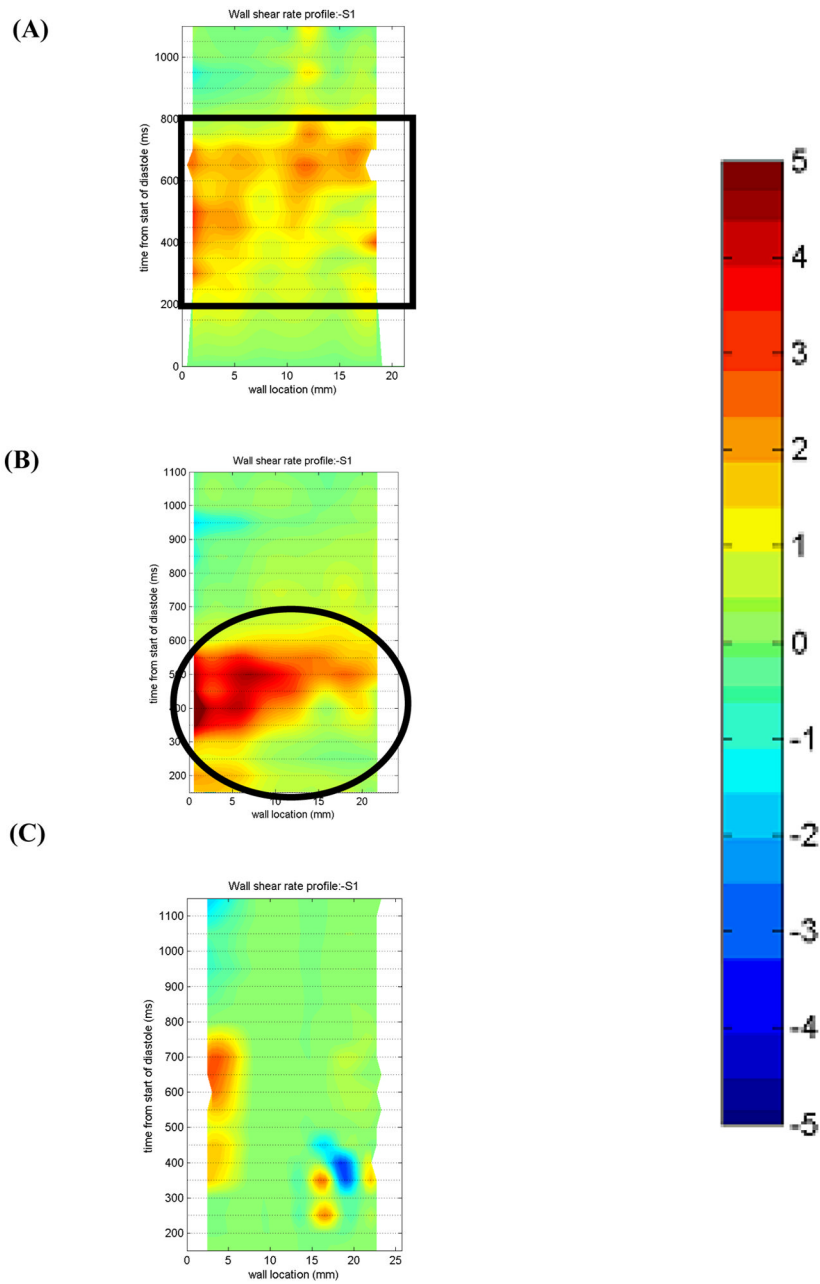 (A)
Wall shear rate profile:-S1
1000
800
600
400
200
0
0 5 10 15 20
time from start of diastole (ms)
wall location (mm)
(B)
Wall shear rate profile:-S1
1100
1000
900
800
700
600
500
400
300
200
0 5 10 15 20
time from start of diastole (ms)
wall location (mm)
(C)
Wall shear rate profile:-S1
1100
1000
900
800
700
600
500
400
300
200
0 5 10 15 20 25
time from start of diastole (ms)
wall location (mm)
5
4
3
2
1
0
-1
-2
-3
-4
-5